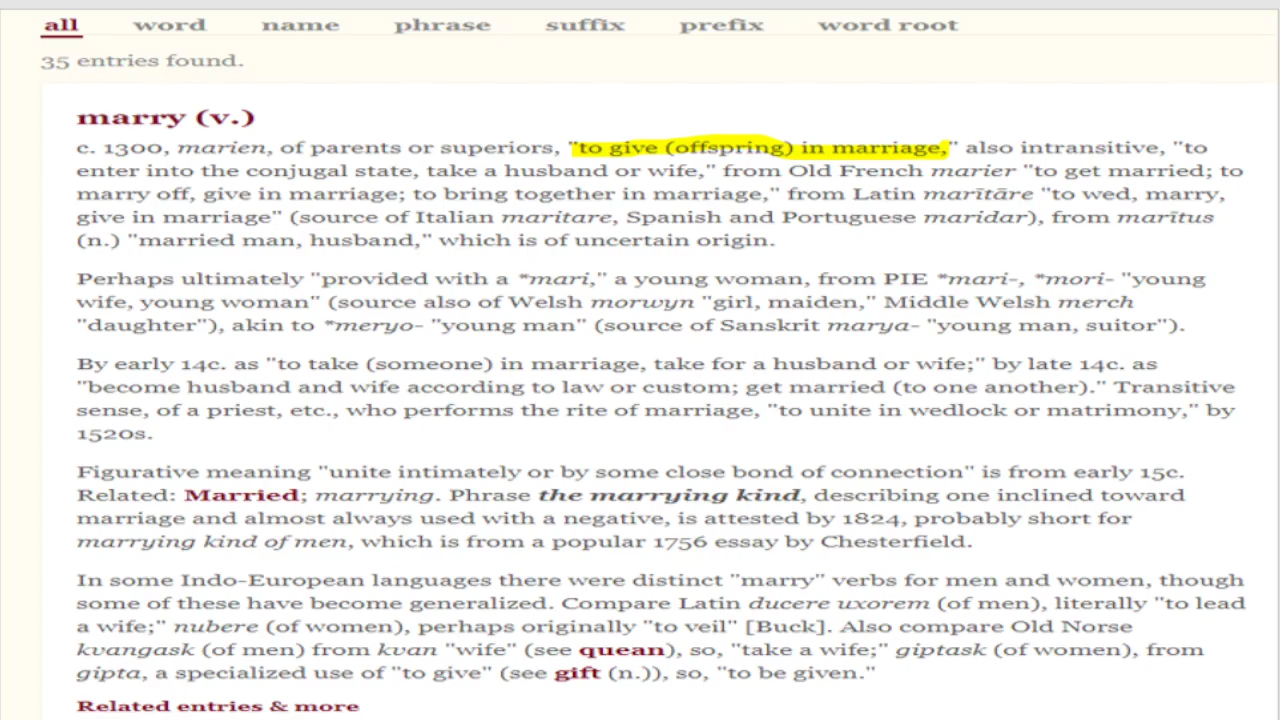 all word name phrase suffix prefix word root
35 entries found.
marry (v.)
c. 1300, marien, of parents or superiors, "to give (offspring) in marriage," also intransitive, "to
enter into the conjugal state, take a husband or wife," from Old French marier "to get married; to
marry off, give in marriage; to bring together in marriage," from Latin marītāre "to wed, marry,
give in marriage" (source of Italian maritare, Spanish and Portuguese maridar), from marītus
(n.) "married man, husband," which is of uncertain origin.
Perhaps ultimately "provided with a *mari," a young woman, from PIE *mari-, *mori- "young
wife, young woman" (source also of Welsh morwyn "girl, maiden," Middle Welsh merch
"daughter"), akin to *meryo- "young man" (source of Sanskrit marya- "young man, suitor").
By early 14c. as "to take (someone) in marriage, take for a husband or wife;" by late 14c. as
"become husband and wife according to law or custom; get married (to one another)." Transitive
sense, of a priest, etc., who performs the rite of marriage, "to unite in wedlock or matrimony," by
1520s.
Figurative meaning "unite intimately or by some close bond of connection" is from early 15c.
Related: Married; marrying. Phrase the marrying kind, describing one inclined toward
marriage and almost always used with a negative, is attested by 1824, probably short for
marrying kind of men, which is from a popular 1756 essay by Chesterfield.
In some Indo-European languages there were distinct "marry" verbs for men and women, though
some of these have become generalized. Compare Latin ducere uxorem (of men), literally "to lead
a wife;" nubere (of women), perhaps originally "to veil" [Buck]. Also compare Old Norse
kvangask (of men) from kvan "wife" (see quean), so, "take a wife;" giptask (of women), from
gipta, a specialized use of "to give" (see gift (n.)), so, "to be given."
Related entries & more